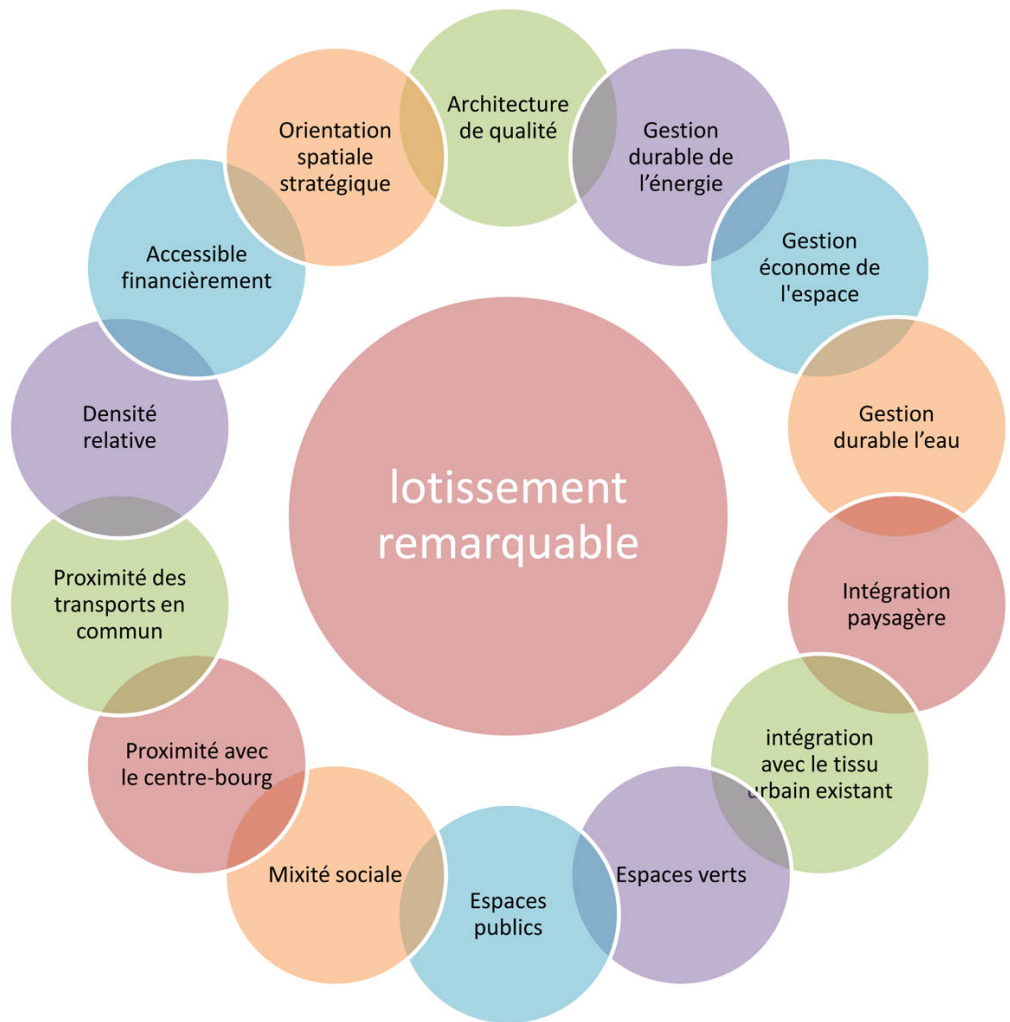 Architecture
de qualité
Gestion
durable de
l’énergie
Gestion
économe de
l'espace
Gestion
durable l’eau
Intégration
paysagère
intégration
avec le tissu
urbain existant
Espaces verts
Espaces
publics
Mixité sociale
Proximité avec
le centre-bourg
Proximité des
transports en
commun
Densité
relative
Accessible
financièrement
Orientation
spatiale
stratégique
lotissement
remarquable